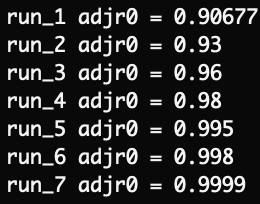 run_1 adjr0 = 0.90677
run_2 adjr0 = 0.93
run_3 adjr0 = 0.96
run_4 adjr0 = 0.98
run_5 adjr0 = 0.995
run_6 adjr0 = 0.998
run_7 adjr0 = 0.9999